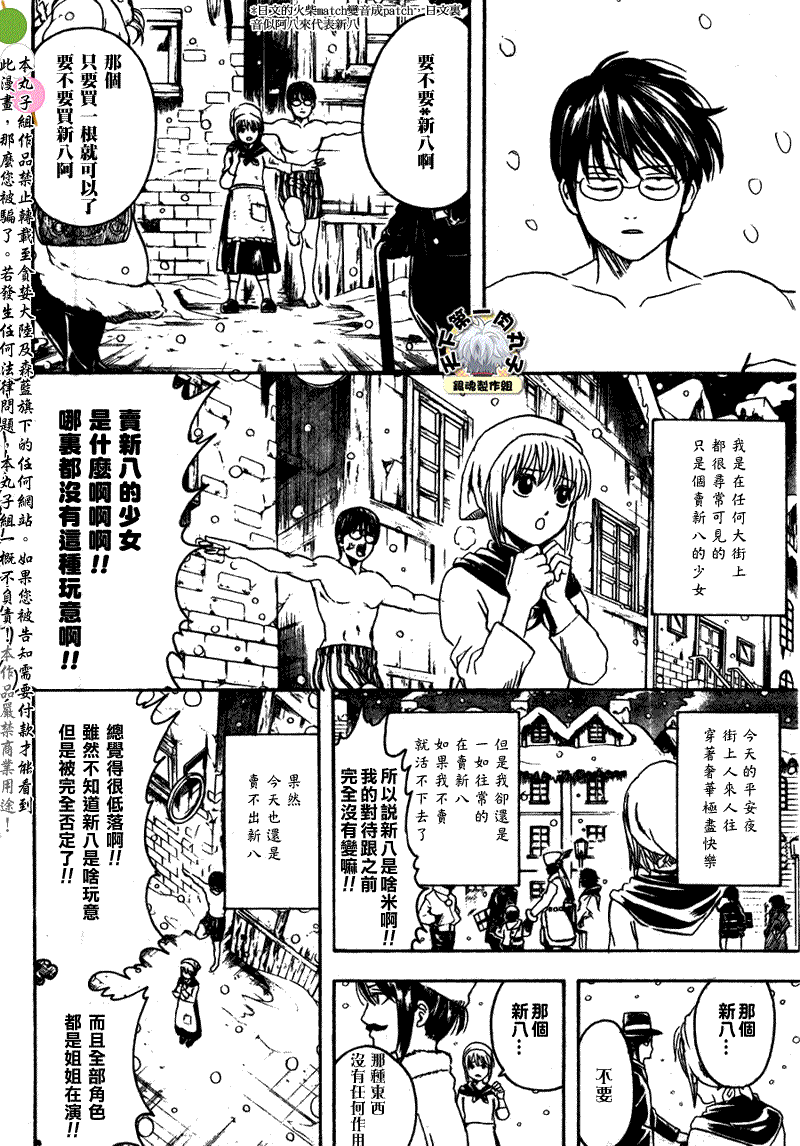 *日文的火柴match變音成patch…日文裏
音似阿八來代表新八
要不要*新八啊
那個
只要買一根就可以了
要不要買新八阿
天下第一肉丸子
銀魂製作組
我是在任何大街上
都很尋常可見的
只是個賣新八的少女
賣新八的少女
是什麼啊啊啊!!
哪裏都沒有這種玩意啊!!
今天的平安夜
街上人來人往
穿著奢華極盡快樂
但是我卻還是
一如往常的
在賣新八
如果我不賣
就活不下去了
所以説新八是啥米啊!!
我的對待跟之前
完全沒有變嘛!!
果然
今天也還是
賣不出新八
總覺得很低落啊!!
雖然不知道新八是啥玩意
但是被完全否定了!!
而且全部角色
都是姐姐在演!!
那個
新八…
不要
那個
新八…
那種東西
沒有任何作用
本丸子組作品禁止轉載至貪婪大陸及森藍旗下的任何網站。如果您被告知需要付款才能看到
此漫畫，那麼您被騙了。若發生任何法律問題，本丸子組一概不負責！本作品嚴禁商業用途！